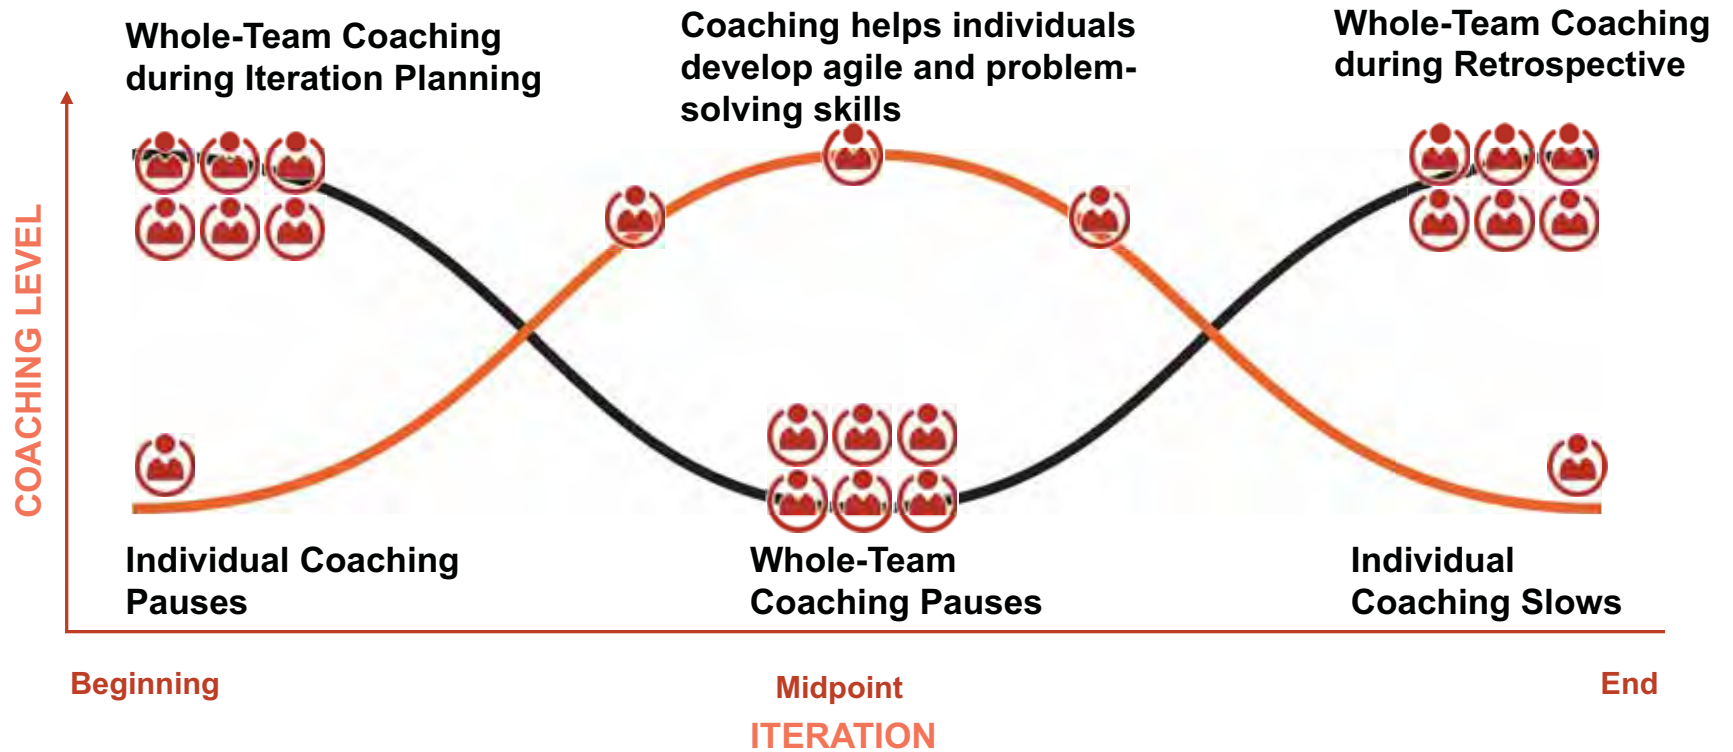 Whole-Team Coaching
during Iteration Planning
Coaching helps individuals
develop agile and problem-
solving skills
Whole-Team Coaching
during Retrospective
COACHING LEVEL
Individual Coaching
Pauses
Whole-Team
Coaching Pauses
Individual
Coaching Slows
Beginning
Midpoint
End
ITERATION